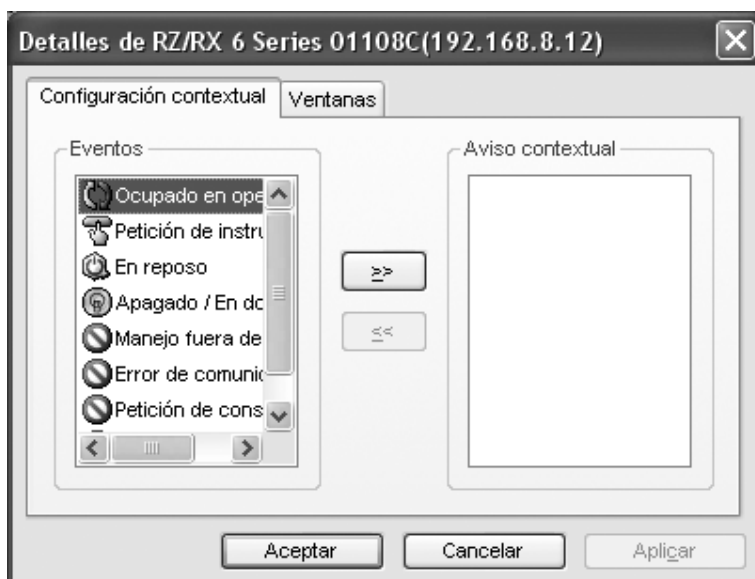 Detalles de RZ/RX 6 Series 01108C(192.168.8.12)
Configuración contextual
Ventanas
Eventos
Aviso contextual
Ocupado en ope
Petición de instru
En reposo
Apagado / En do
Manejo fuera de
Error de comunic
Petición de cons
>>
<<
Aceptar
Cancelar
Aplicar